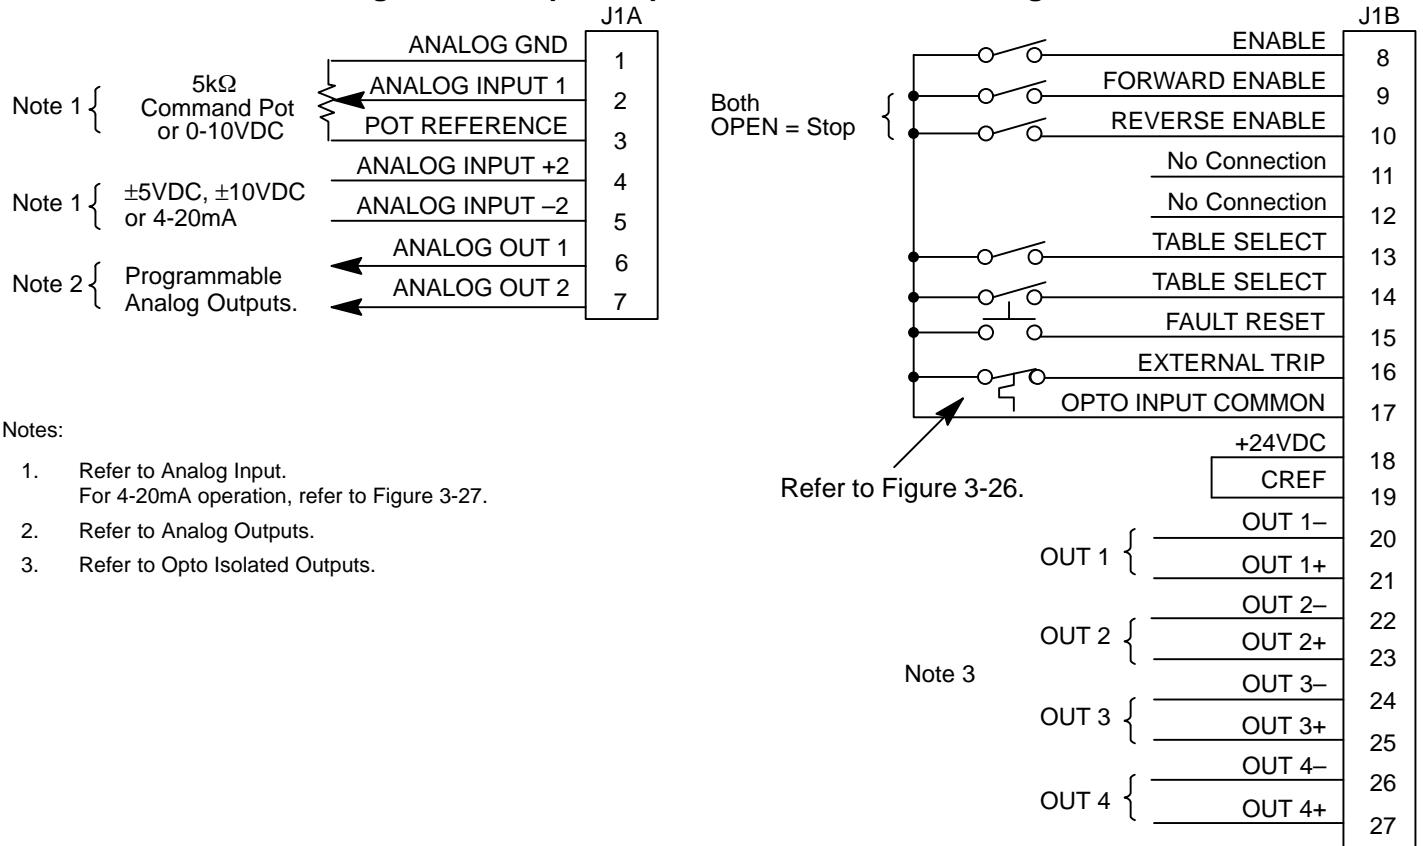 J1A
ANALOG GND 1
ANALOG INPUT 1 2
POT REFERENCE 3
ANALOG INPUT +2 4
ANALOG INPUT –2 5
ANALOG OUT 1 6
ANALOG OUT 2 7
Note 1
5kΩ
Command Pot
or 0-10VDC
Note 1
±5VDC, ±10VDC
or 4-20mA
Note 2
Programmable
Analog Outputs.
Notes:
1. Refer to Analog Input.
For 4-20mA operation, refer to Figure 3-27.
2. Refer to Analog Outputs.
3. Refer to Opto Isolated Outputs.
J1B
ENABLE 8
FORWARD ENABLE 9
REVERSE ENABLE 10
No Connection 11
No Connection 12
TABLE SELECT 13
TABLE SELECT 14
FAULT RESET 15
EXTERNAL TRIP 16
OPTO INPUT COMMON 17
+24VDC 18
CREF 19
OUT 1– 20
OUT 1+ 21
OUT 2– 22
OUT 2+ 23
OUT 3– 24
OUT 3+ 25
OUT 4– 26
OUT 4+ 27
Both
OPEN = Stop
Refer to Figure 3-26.
OUT 1
OUT 2
Note 3
OUT 3
OUT 4